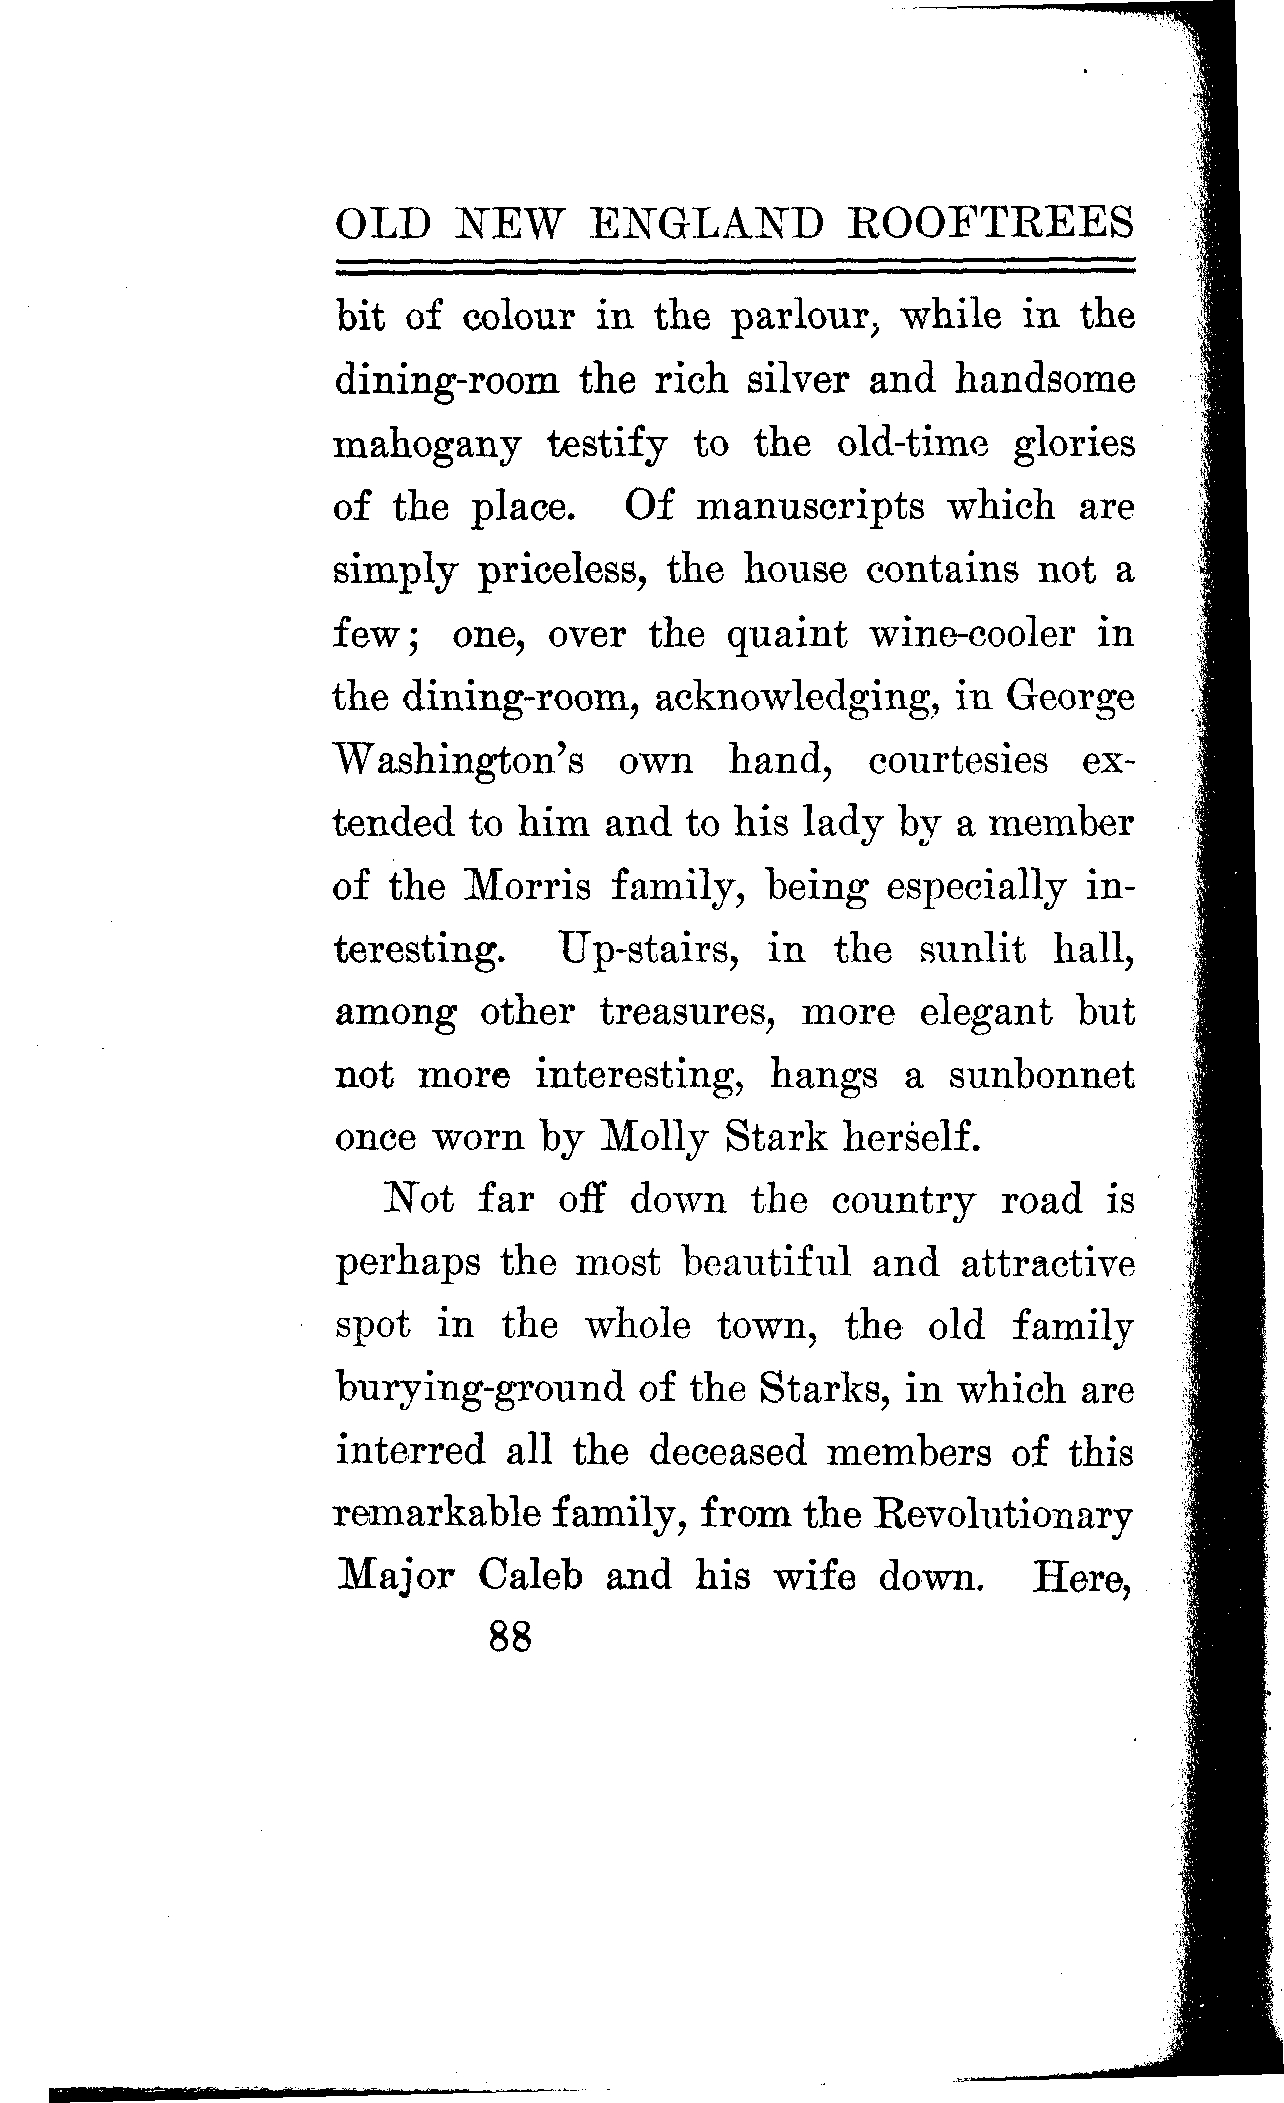 OLD NEW ENGLAND ROOFTREES
bit of colour in the parlour, while in the
dining-room the rich silver and handsome
mahogany testify to the old-time glories
of the place. Of manuscripts which are
simply priceless, the house contains not a
few; one, over the quaint wine-cooler in
the dining-room, acknowledging, in George
Washington's own hand, courtesies ex-
tended to him and to his lady by a member
of the Morris family, being especially in-
teresting. Up-stairs, in the sunlit hall,
among other treasures, more elegant but
not more interesting, hangs a sunbonnet
once worn by Molly Stark herself.
Not far off down the country road is
perhaps the most beautiful and attractive
spot in the whole town, the old family
burying-ground of the Starks, in which are
interred all the deceased members of this
remarkable family, from the Revolutionary
Major Caleb and his wife down. Here,
88